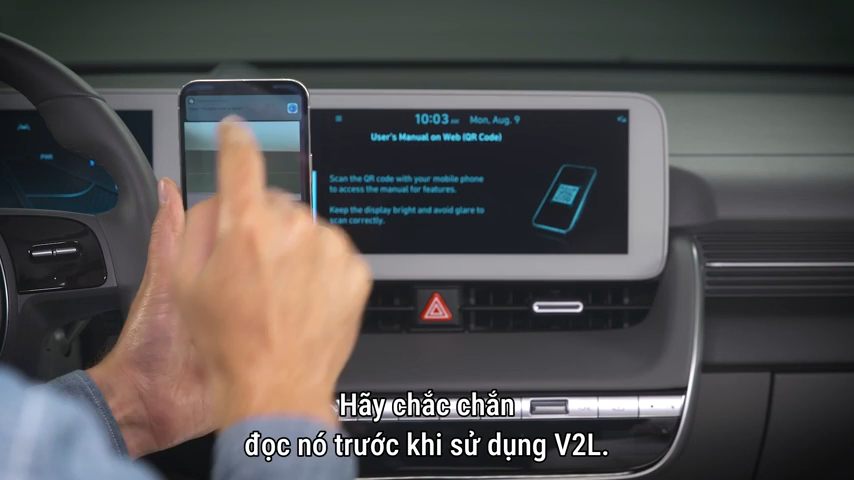 10:03 AM Mon, Aug. 9
User's Manual on Web (QR Code)
Scan the QR code with your mobile phone
to access the manual for features.
Keep the display bright and avoid glare to
scan correctly.
PWR
Hãy chắc chắn
đọc nó trước khi sử dụng V2L.